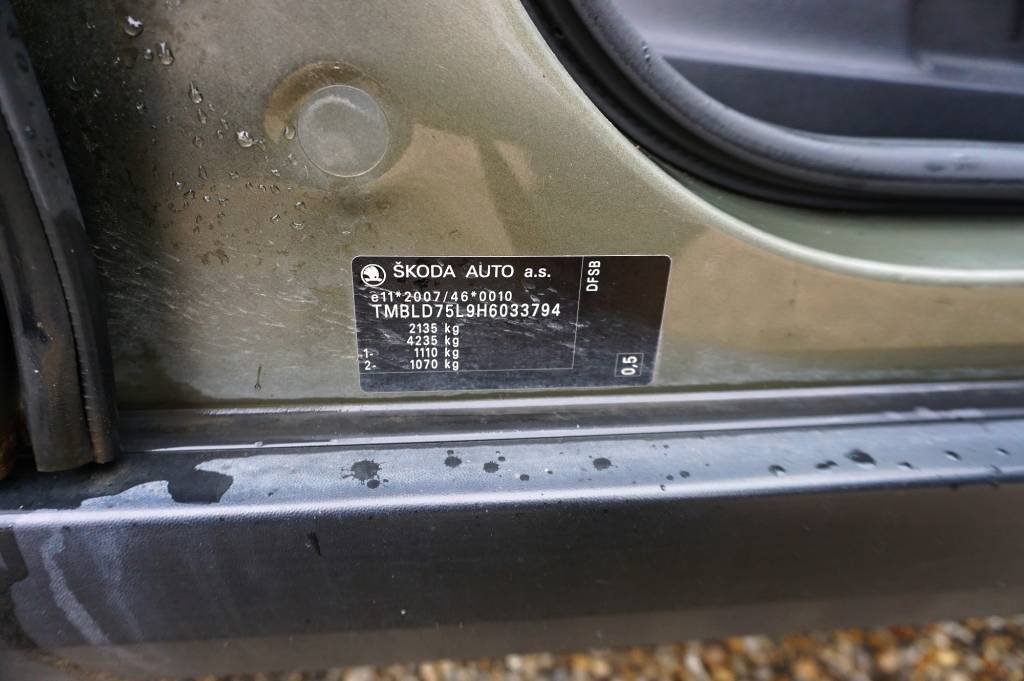 ŠKODA AUTO a.s.
e11*2007/46*0010
TMBLD75L9H6033794
2135 kg
4235 kg
1- 1110 kg
2- 1070 kg
DFSB
0,5